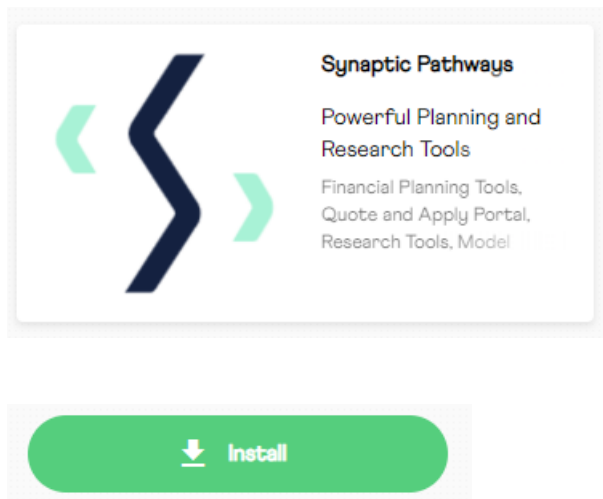 Synaptic Pathways
Powerful Planning and
Research Tools
Financial Planning Tools,
Quote and Apply Portal,
Research Tools, Model
Install